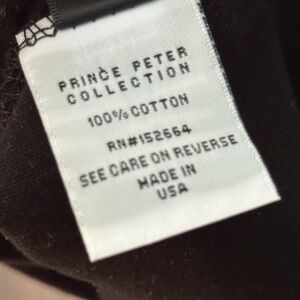 PRINCE PETER
COLLECTION
100% COTTON
RN#152664
SEE CARE ON REVERSE
MADE IN
USA